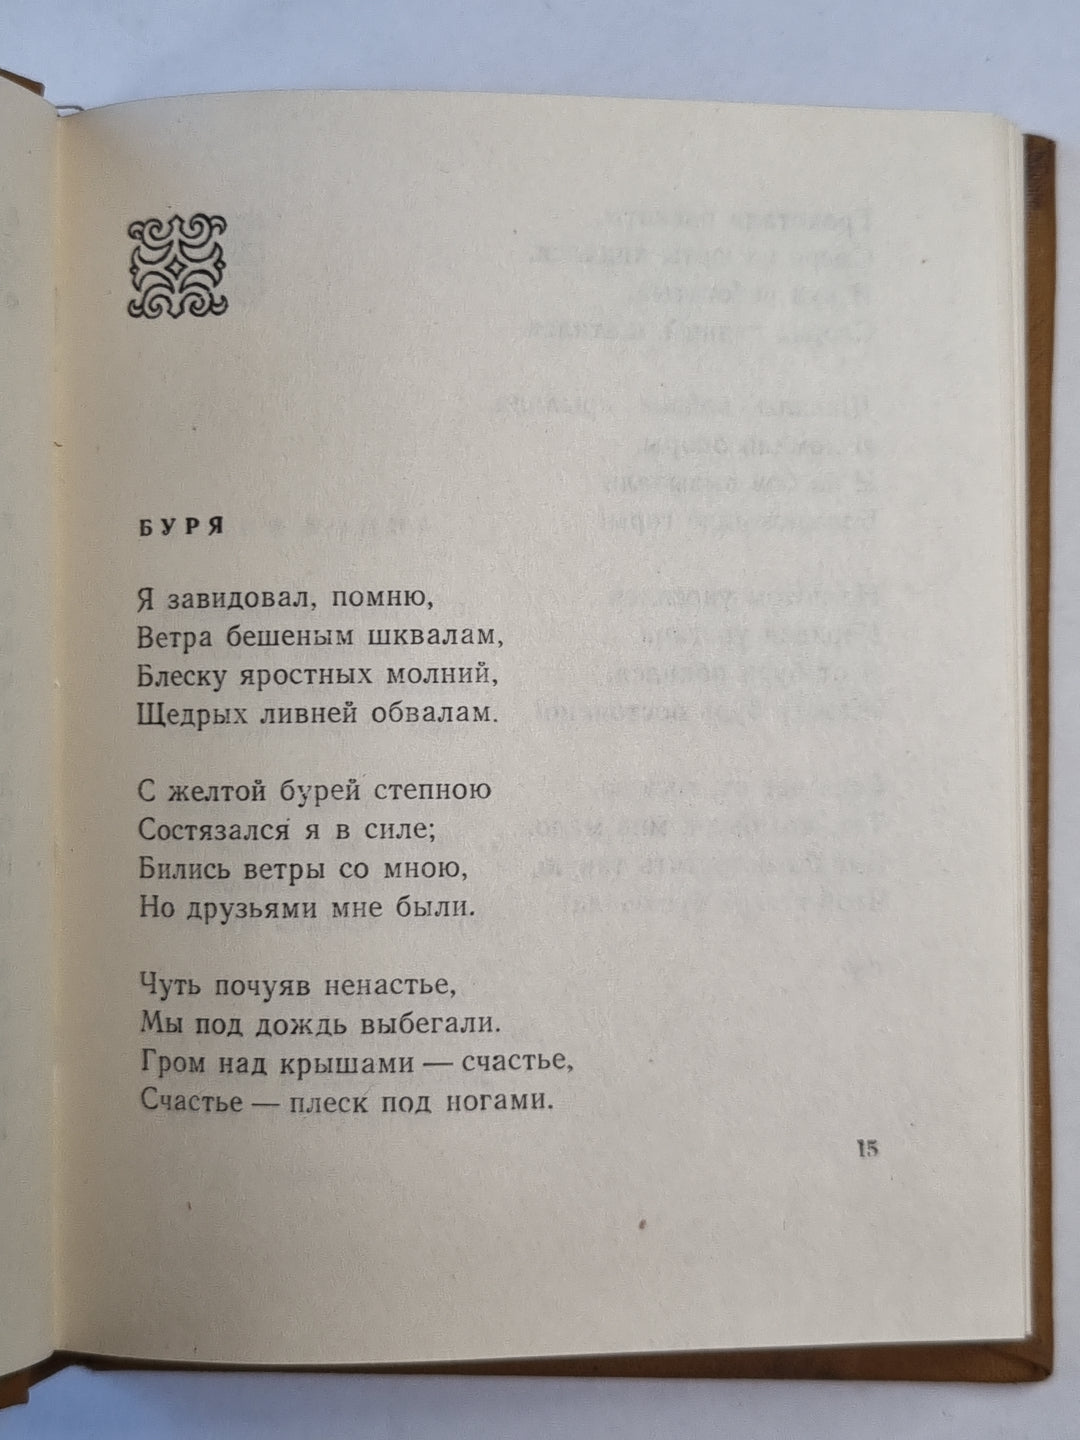 БУРЯ
Я завидовал, помню,
Ветра бешеным шквалам,
Блеску яростных молний,
Щедрых ливней обвалам.
С желтой бурей степною
Состязался я в силе;
Бились ветры со мною,
Но друзьями мне были.
Чуть почуяв ненастье,
Мы под дождь выбегали.
Гром над крышами — счастье,
Счастье — плеск под ногами.
15